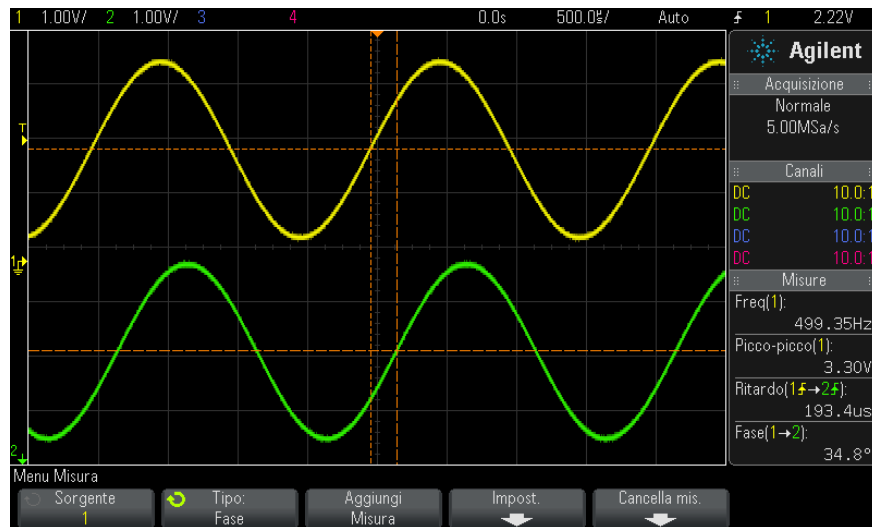 1 1.00V/ 2 1.00V/ 3 4 0.0s 500.0µs/ Auto 1 2.22V
Agilent
Acquisizione
Normale
5.00MSa/s
Canali
DC 10.0:1
DC 10.0:1
DC 10.0:1
DC 10.0:1
Misure
Freq(1):
499.35Hz
Picco-picco(1):
3.30V
Ritardo(1→2):
193.4us
Fase(1→2):
34.8°
T
1
2
Menu Misura
Sorgente
1
Tipo:
Fase
Aggiungi
Misura
Impost.
Cancella mis.